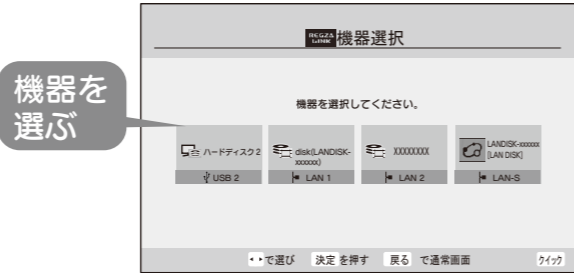 機器を
選ぶ
REGZA LINK 機器選択
機器を選択してください。
ハードディスク2
USB 2
disk(LANDISK-
xxxxxx)
LAN 1
XXXXXXXX
LAN 2
LANDISK-xxxxxx
[LAN DISK]
LAN-S
で選び 決定 を押す 戻る で通常画面 クイック